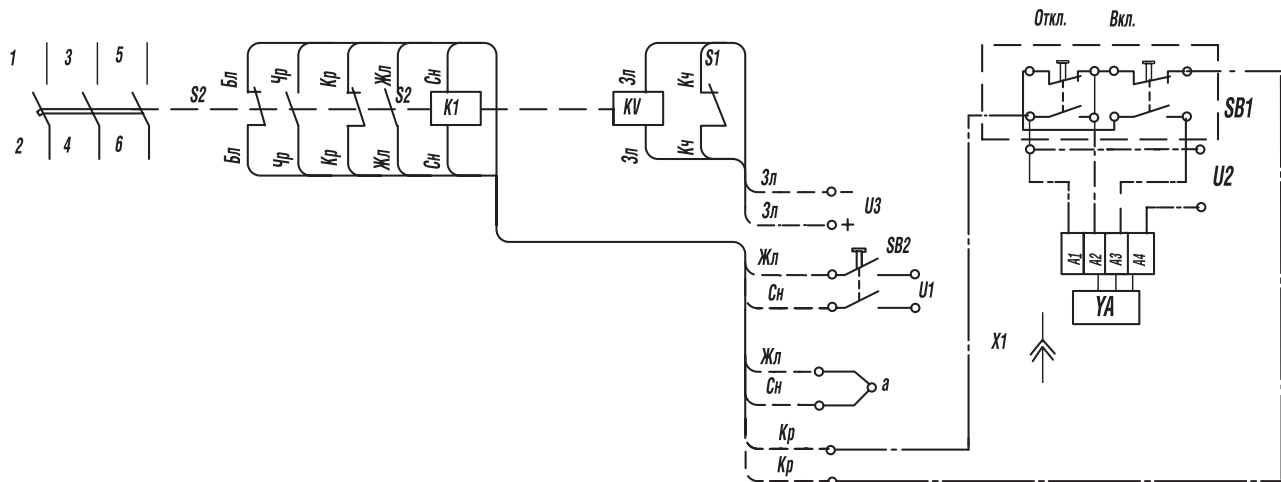 Откл. Вкл.
1 3 5
S2 Бл Чр Кр Жл S2 Сн К1
Зл KV S1 Кч
SB1
2 4 6
Бл Чр Кр Жл Сн
Зл Кч
Зл −
U3
Зл +
U2
SB2
Жл
Сн U1
A1 A2 A3 A4
YA
X1
Жл
Сн а
Кр
Кр